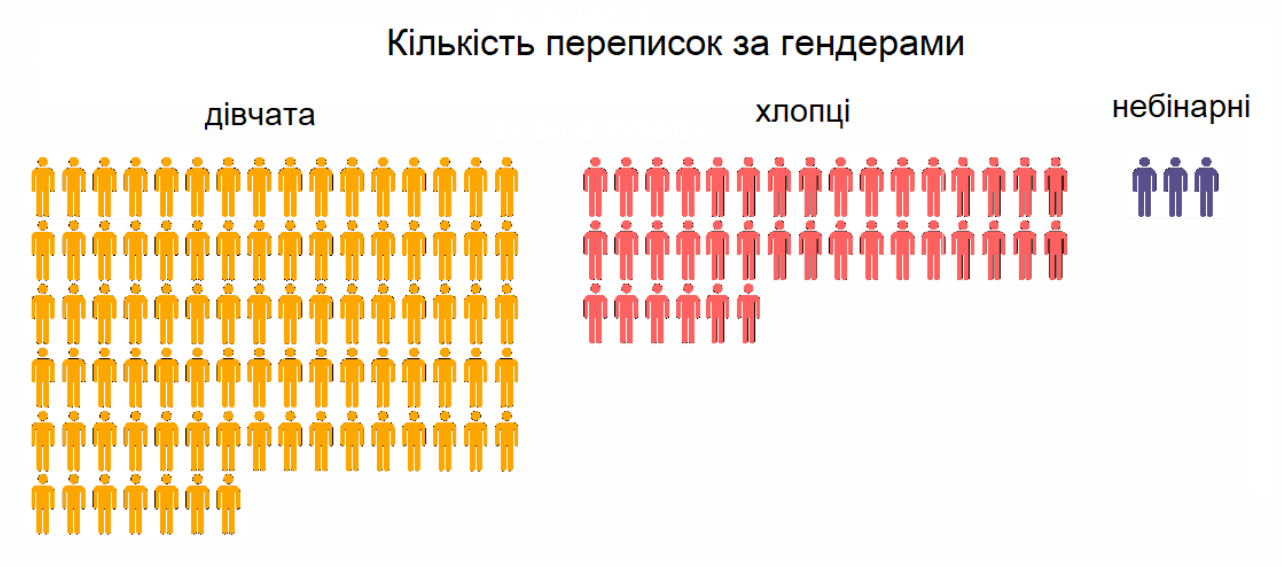 Кількість переписок за гендерами
дівчата
хлопці
небінарні